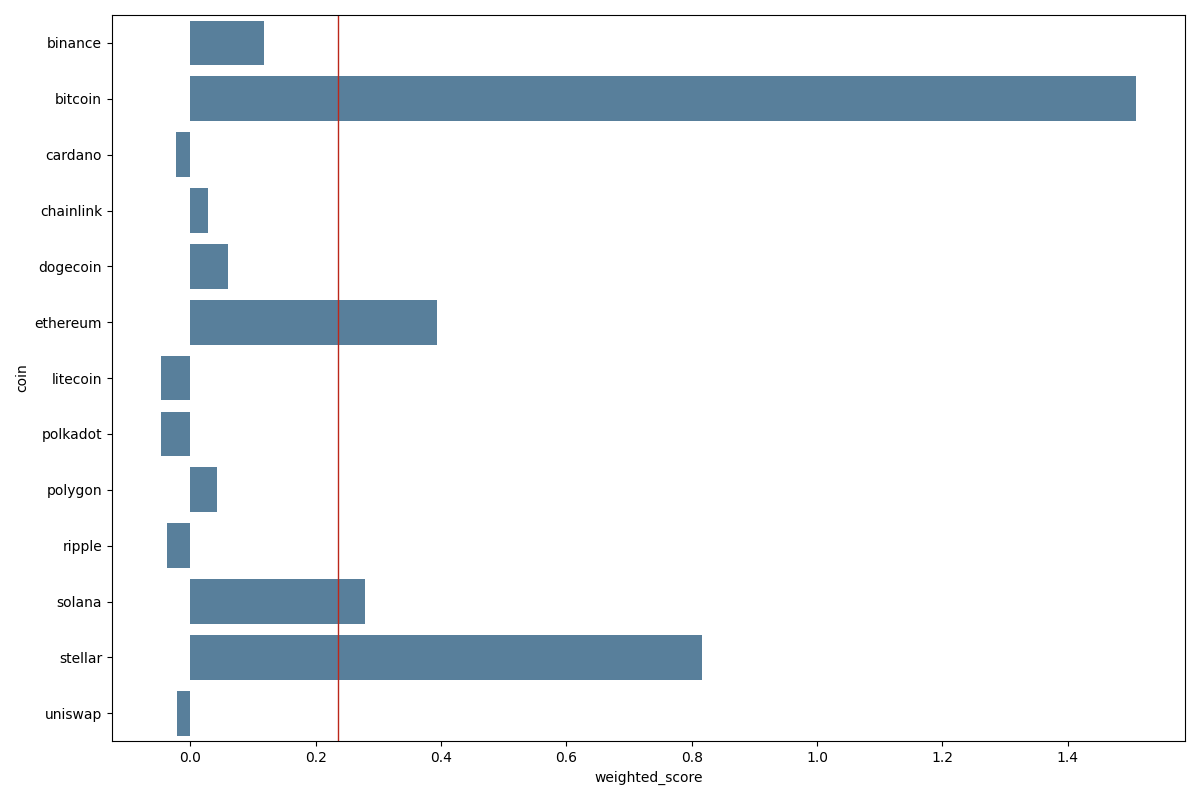 binance
bitcoin
cardano
chainlink
dogecoin
ethereum
litecoin
polkadot
polygon
ripple
solana
stellar
uniswap
coin
0.0 0.2 0.4 0.6 0.8 1.0 1.2 1.4
weighted_score